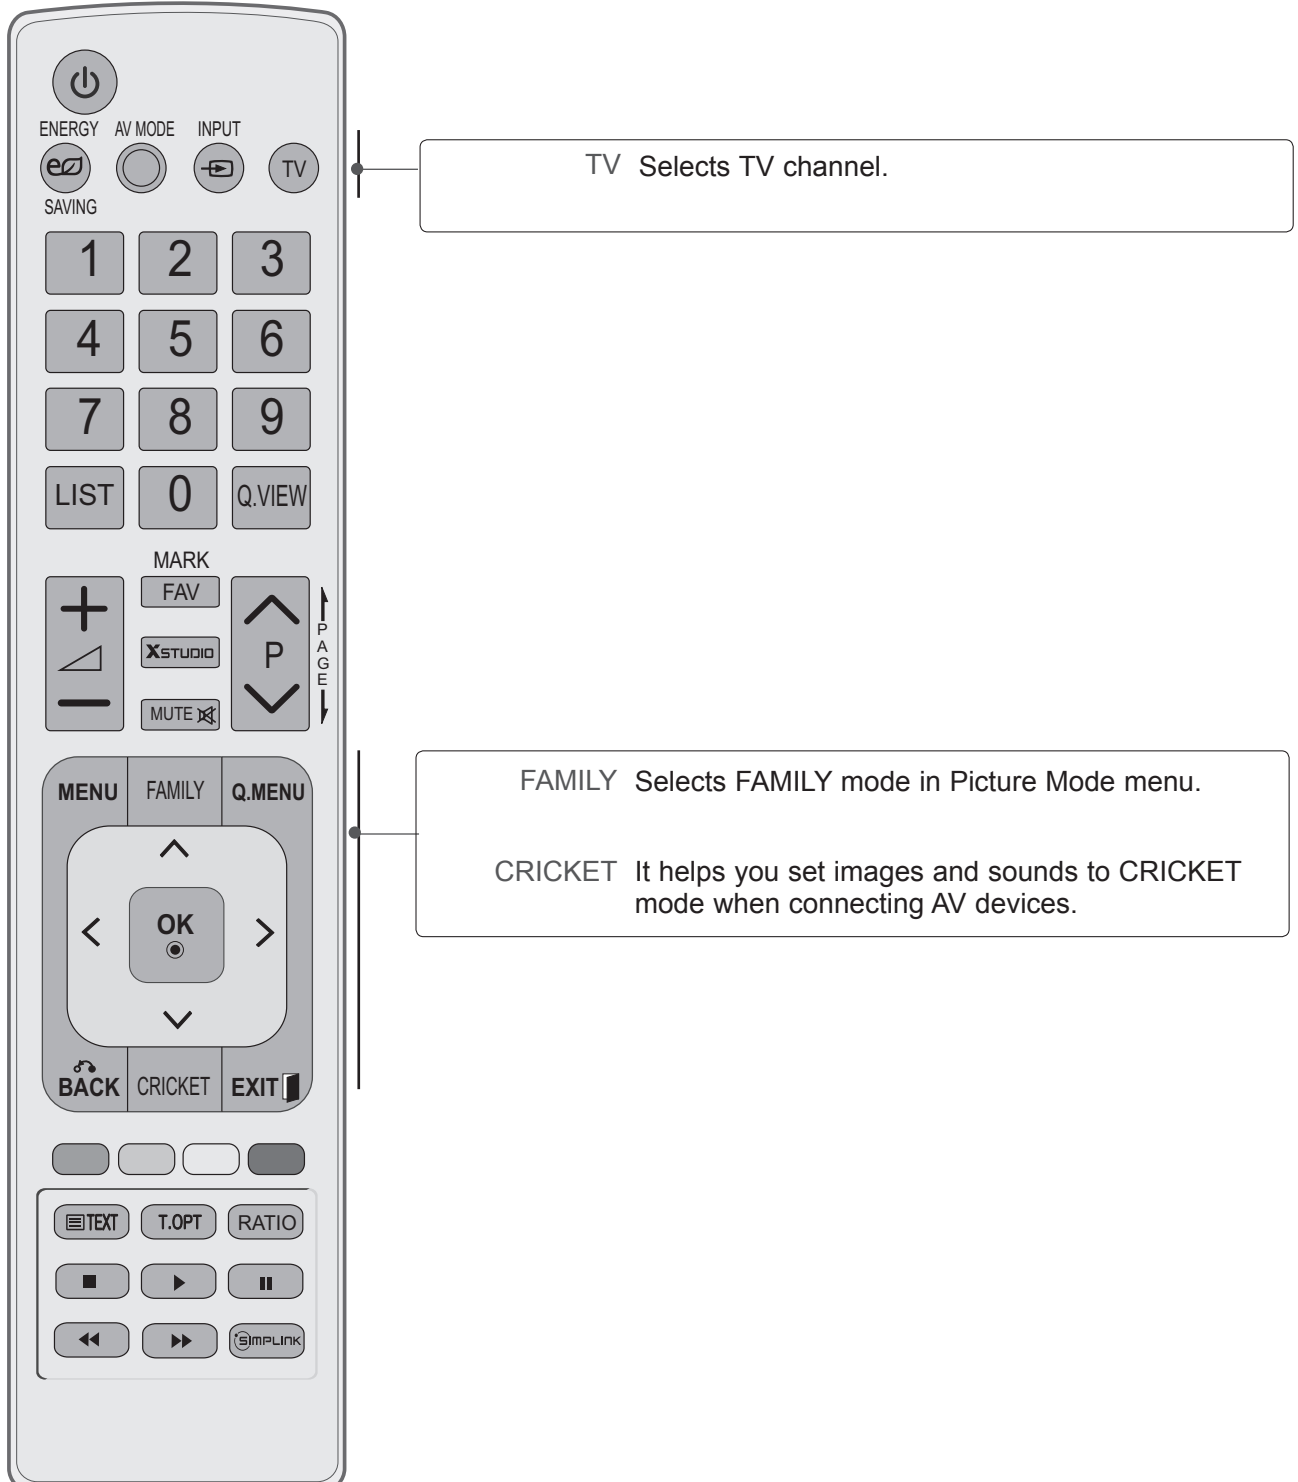 ENERGY AV MODE INPUT
TV
SAVING
TV Selects TV channel.
1 2 3
4 5 6
7 8 9
LIST 0 Q.VIEW
MARK
FAV
P
PAGE
XSTUDIO
MUTE
MENU FAMILY Q.MENU
OK
BACK CRICKET EXIT
FAMILY Selects FAMILY mode in Picture Mode menu.
CRICKET It helps you set images and sounds to CRICKET
mode when connecting AV devices.
TEXT T.OPT RATIO
SIMPLINK